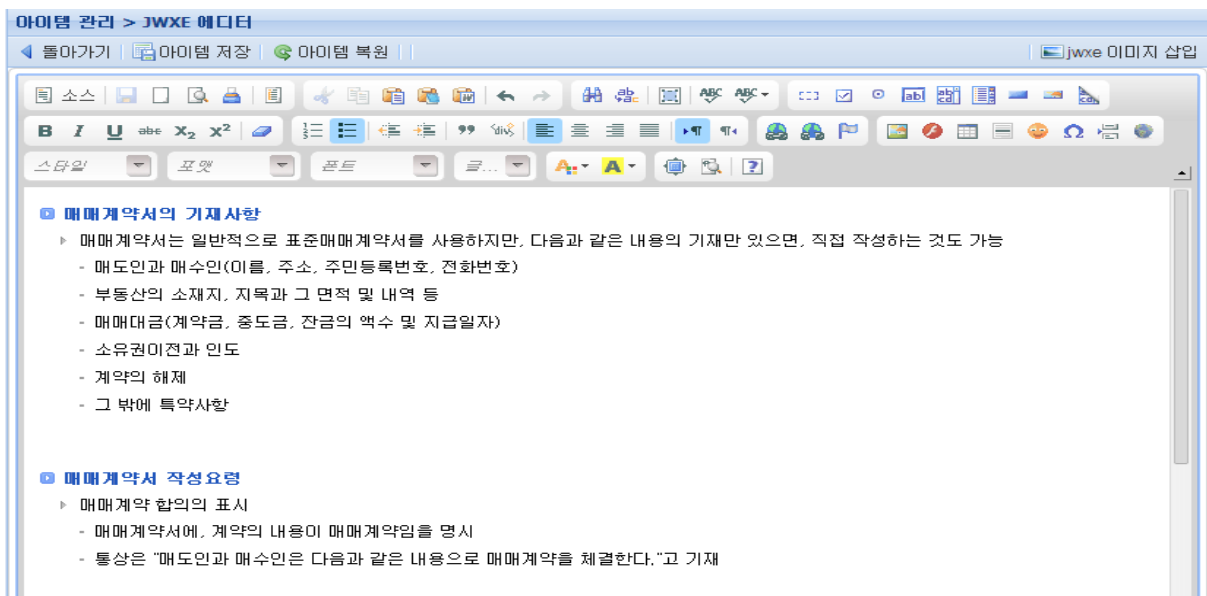 아이템 관리 > JWXE 에디터
돌아가기 아이템 저장 아이템 복원 jwxe 이미지 삽입
소스 ABC ABC
B I U abc X₂ X² div
스타일 포맷 폰트 글... A A ?
매매계약서의 기재사항
매매계약서는 일반적으로 표준매매계약서를 사용하지만, 다음과 같은 내용의 기재만 있으면, 직접 작성하는 것도 가능
- 매도인과 매수인(이름, 주소, 주민등록번호, 전화번호)
- 부동산의 소재지, 지목과 그 면적 및 내역 등
- 매매대금(계약금, 중도금, 잔금의 액수 및 지급일자)
- 소유권이전과 인도
- 계약의 해제
- 그 밖에 특약사항
매매계약서 작성요령
매매계약 합의의 표시
- 매매계약서에, 계약의 내용이 매매계약임을 명시
- 통상은 "매도인과 매수인은 다음과 같은 내용으로 매매계약을 체결한다."고 기재